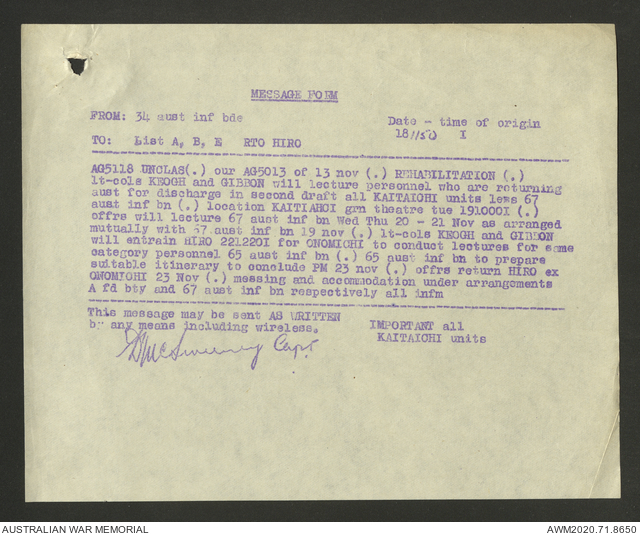 MESSAGE FORM
FROM: 34 aust inf bde
Date - time of origin
181150 I
TO: List A, B, E RTO HIRO
AG5118 UNCLAS(.) our AG5013 of 13 nov (.) REHABILITATION (.)
lt-cols KEOGH and GIBBON will lecture personnel who are returning
aust for discharge in second draft all KAITAICHI units less 67
aust inf bn (.) location KAITIAHOI grn theatre tue 191000I (.)
offrs will lecture 67 aust inf bn Wed Thu 20 - 21 Nov as arranged
mutually with 67 aust inf bn 19 nov (.) lt-cols KEOGH and GIBBON
will entrain HIRO 221220I for ONOMICHI to conduct lectures for same
category personnel 65 aust inf bn (.) 65 aust inf bn to prepare
suitable itinerary to conclude PM 23 nov (.) offrs return HIRO ex
ONOMICHI 23 Nov (.) messing and accommodation under arrangements
A fd bty and 67 aust inf bn respectively all infm
This message may be sent AS WRITTEN
by any means including wireless.
IMPORTANT all
KAITAICHI units
McSweeney Capt
AUSTRALIAN WAR MEMORIAL
AWM2020.71.8650